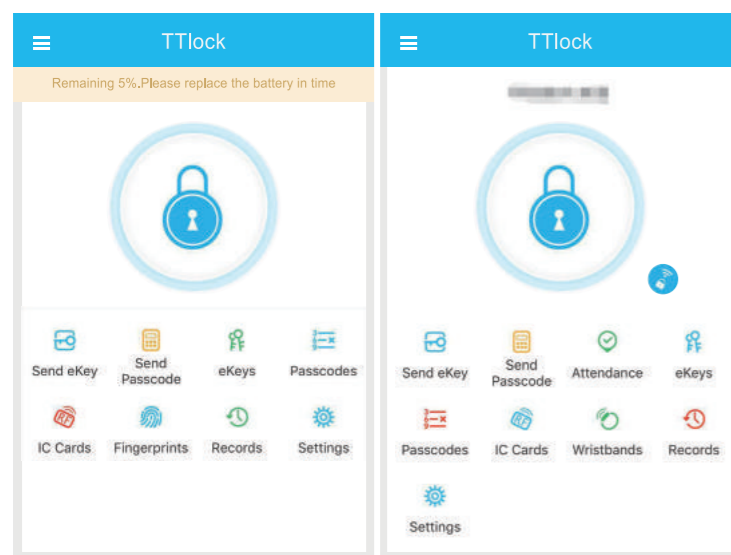 TTlock
Remaining 5%.Please replace the battery in time
Send eKey
Send
Passcode
eKeys
Passcodes
IC Cards
Fingerprints
Records
Settings
TTlock
Send eKey
Send
Passcode
Attendance
eKeys
Passcodes
IC Cards
Wristbands
Records
Settings